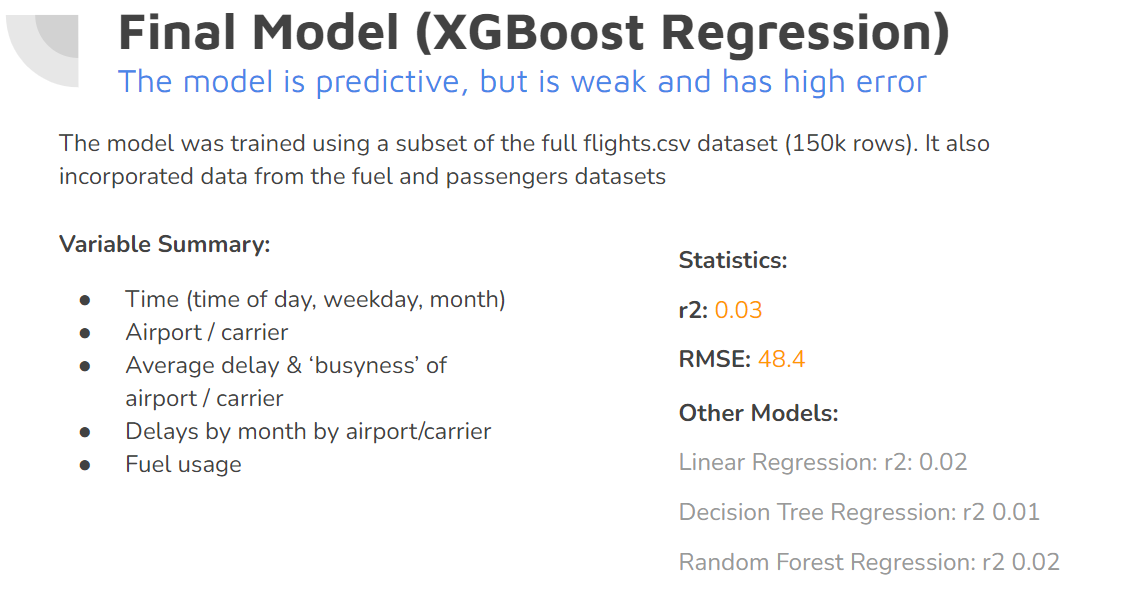 Final Model (XGBoost Regression)
The model is predictive, but is weak and has high error
The model was trained using a subset of the full flights.csv dataset (150k rows). It also
incorporated data from the fuel and passengers datasets
Variable Summary:
● Time (time of day, weekday, month)
● Airport / carrier
● Average delay & ‘busyness’ of
airport / carrier
● Delays by month by airport/carrier
● Fuel usage
Statistics:
r2: 0.03
RMSE: 48.4
Other Models:
Linear Regression: r2: 0.02
Decision Tree Regression: r2 0.01
Random Forest Regression: r2 0.02